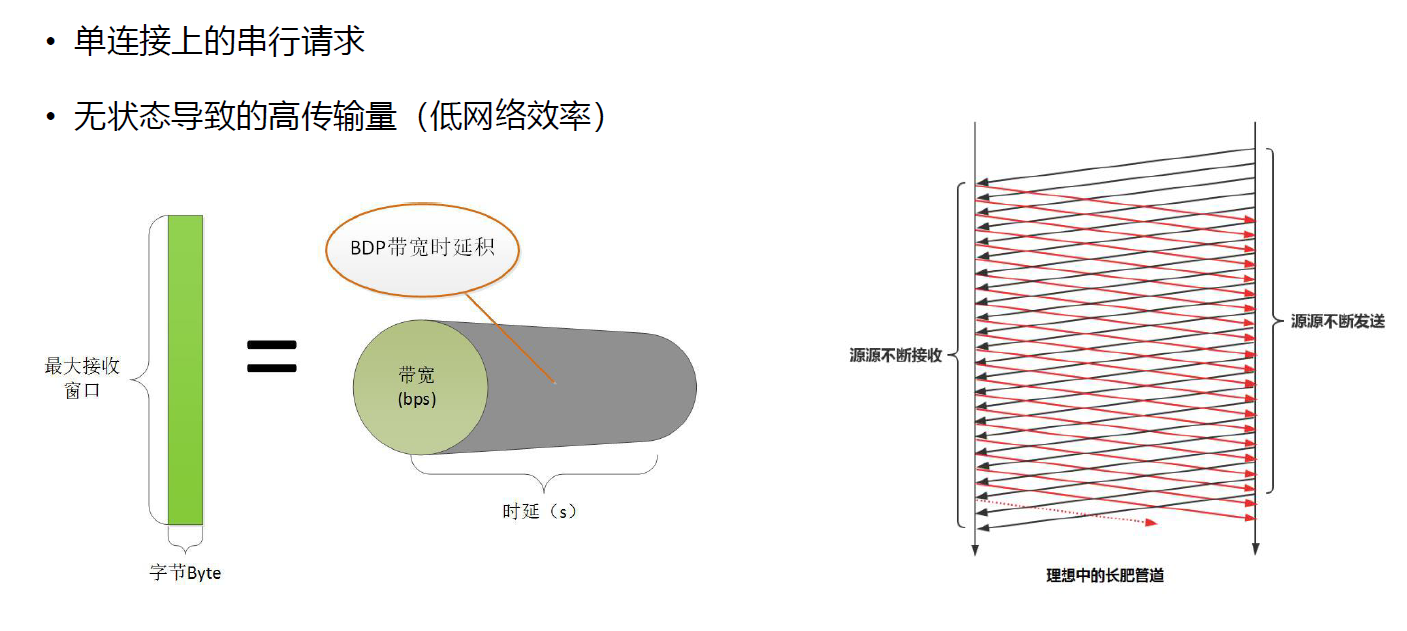 • 单连接上的串行请求
• 无状态导致的高传输量（低网络效率）
BDP带宽时延积
最大接收
窗口
带宽
(bps)
时延（s）
字节Byte
源源不断接收
源源不断发送
理想中的长肥管道